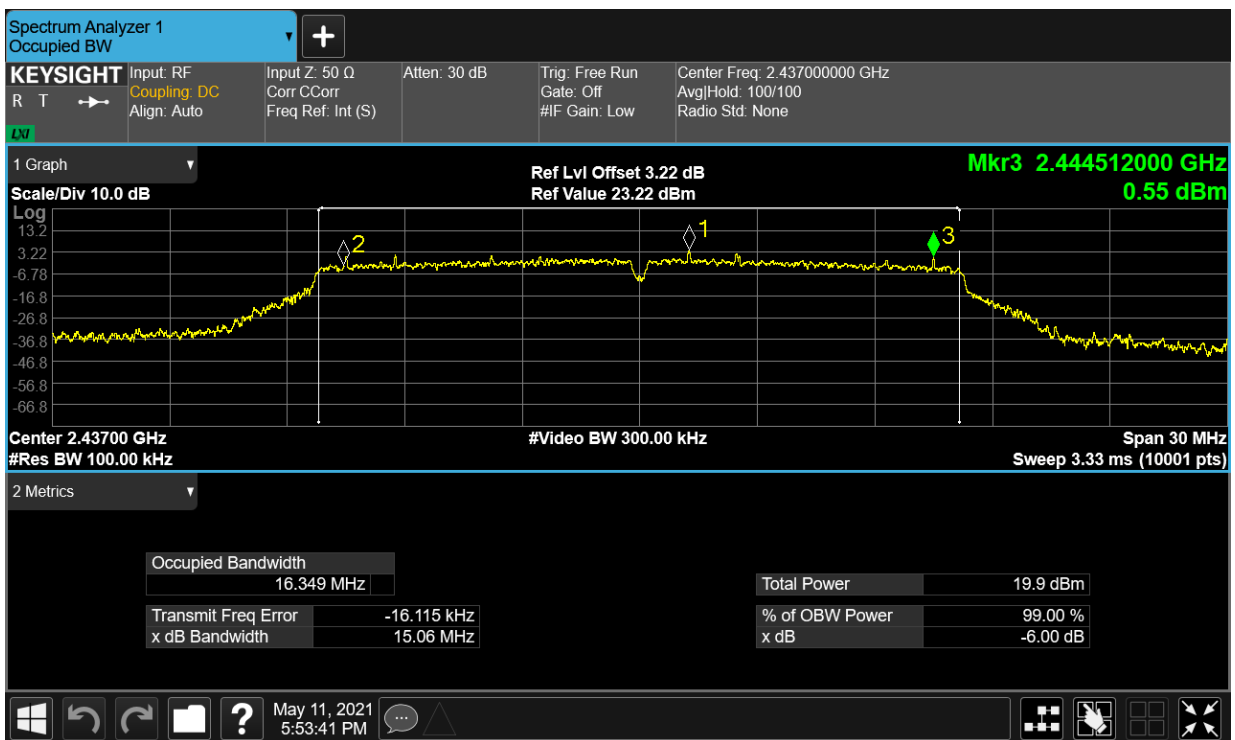 Spectrum Analyzer 1
Occupied BW
▼
+
KEYSIGHT
R T
LXI
Input: RF
Coupling: DC
Align: Auto
Input Z: 50 Ω
Corr CCorr
Freq Ref: Int (S)
Atten: 30 dB
Trig: Free Run
Gate: Off
#IF Gain: Low
Center Freq: 2.437000000 GHz
Avg|Hold: 100/100
Radio Std: None
1 Graph
Scale/Div 10.0 dB
Ref Lvl Offset 3.22 dB
Ref Value 23.22 dBm
Mkr3 2.444512000 GHz
0.55 dBm
Log
13.2
3.22
-6.78
-16.8
-26.8
-36.8
-46.8
-56.8
-66.8
2
1
3
Center 2.43700 GHz
#Res BW 100.00 kHz
#Video BW 300.00 kHz
Span 30 MHz
Sweep 3.33 ms (10001 pts)
2 Metrics
Occupied Bandwidth
16.349 MHz
Transmit Freq Error -16.115 kHz
x dB Bandwidth 15.06 MHz
Total Power 19.9 dBm
% of OBW Power 99.00 %
x dB -6.00 dB
?
May 11, 2021
5:53:41 PM